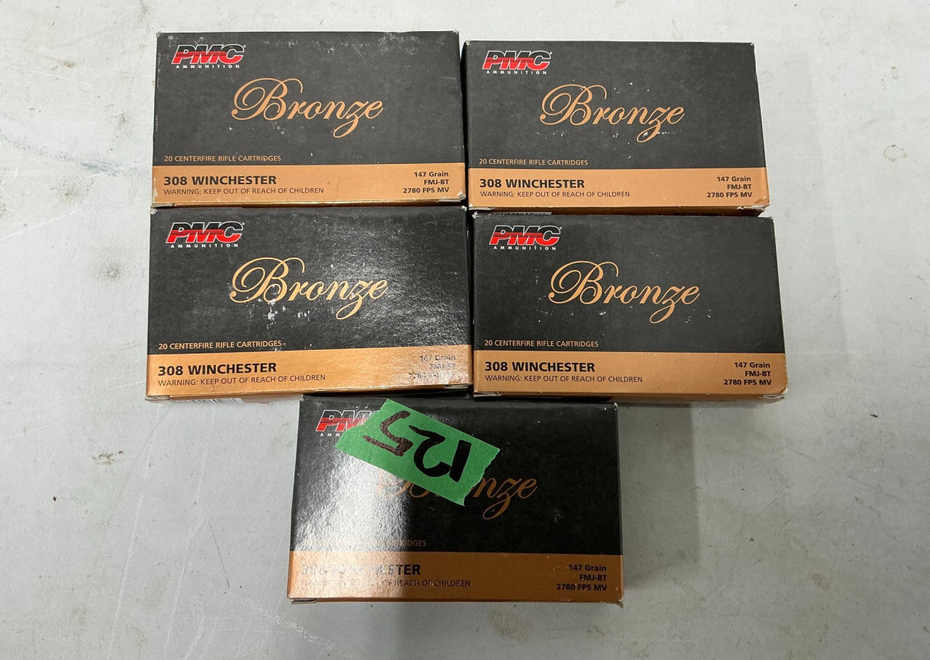 PMC
AMMUNITION
Bronze
20 CENTERFIRE RIFLE CARTRIDGES
308 WINCHESTER
WARNING: KEEP OUT OF REACH OF CHILDREN
147 Grain
FMJ-BT
2780 FPS MV
PMC
AMMUNITION
Bronze
20 CENTERFIRE RIFLE CARTRIDGES
308 WINCHESTER
WARNING: KEEP OUT OF REACH OF CHILDREN
147 Grain
FMJ-BT
2780 FPS MV
PMC
AMMUNITION
Bronze
20 CENTERFIRE RIFLE CARTRIDGES
308 WINCHESTER
WARNING: KEEP OUT OF REACH OF CHILDREN
147 Grain
PMC
AMMUNITION
Bronze
20 CENTERFIRE RIFLE CARTRIDGES
308 WINCHESTER
WARNING: KEEP OUT OF REACH OF CHILDREN
147 Grain
FMJ-BT
2780 FPS MV
PMC
125
Bronze
OF REACH OF CHILDREN
147 Grain
FMJ-BT
2780 FPS MV